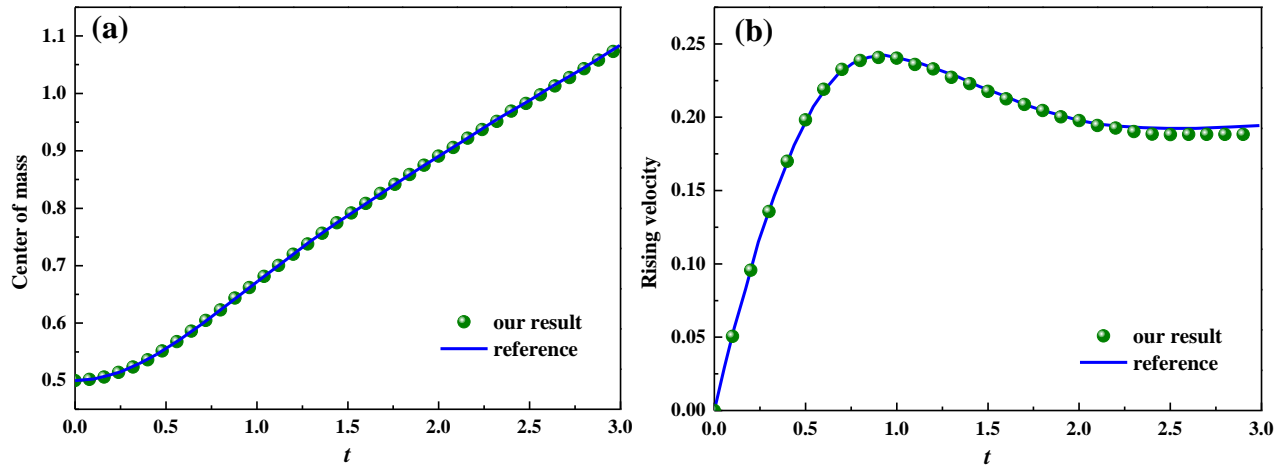 (a)
Center of mass
1.1
1.0
0.9
0.8
0.7
0.6
0.5
0.4
our result
reference
0.0 0.5 1.0 1.5 2.0 2.5 3.0
t
(b)
Rising velocity
0.25
0.20
0.15
0.10
0.05
0.00
our result
reference
0.0 0.5 1.0 1.5 2.0 2.5 3.0
t